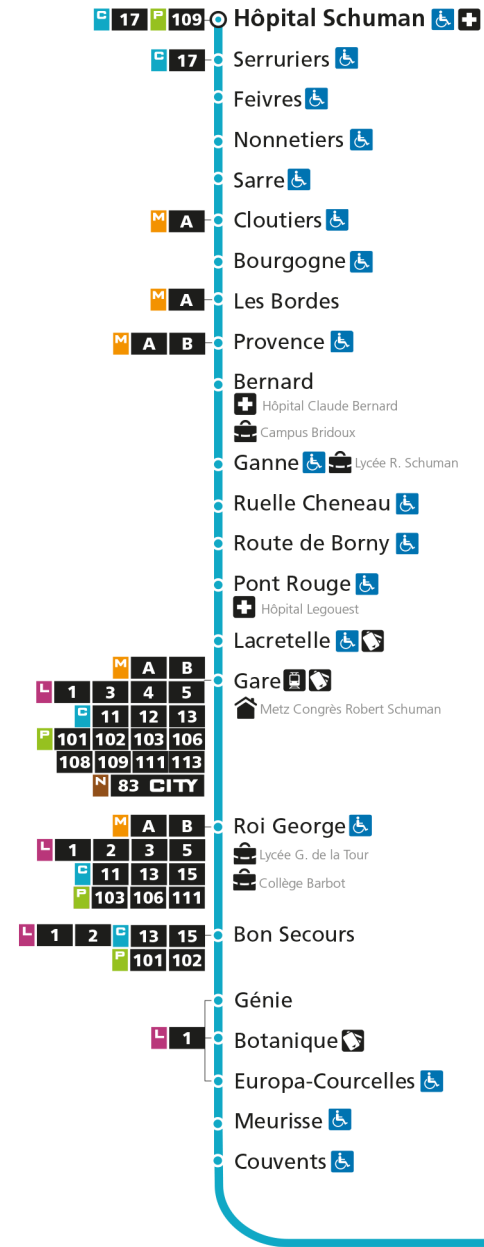 C 17 P 109 Hôpital Schuman
C 17 Serruriers
Feivres
Nonnetiers
Sarre
M A Cloutiers
Bourgogne
M A Les Bordes
M A B Provence
Bernard
Hôpital Claude Bernard
Campus Bridoux
Ganne Lycée R. Schuman
Ruelle Cheneau
Route de Borny
Pont Rouge
Hôpital Legouest
Lacretelle
M A B
Gare
L 1 3 4 5
Metz Congrès Robert Schuman
C 11 12 13
P 101 102 103 106
108 109 111 113
N 83 CITY
M A B Roi George
L 1 2 3 5 Lycée G. de la Tour
C 11 13 15 Collège Barbot
P 103 106 111
L 1 2 C 13 15 Bon Secours
P 101 102
Génie
L 1 Botanique
Europa-Courcelles
Meurisse
Couvents